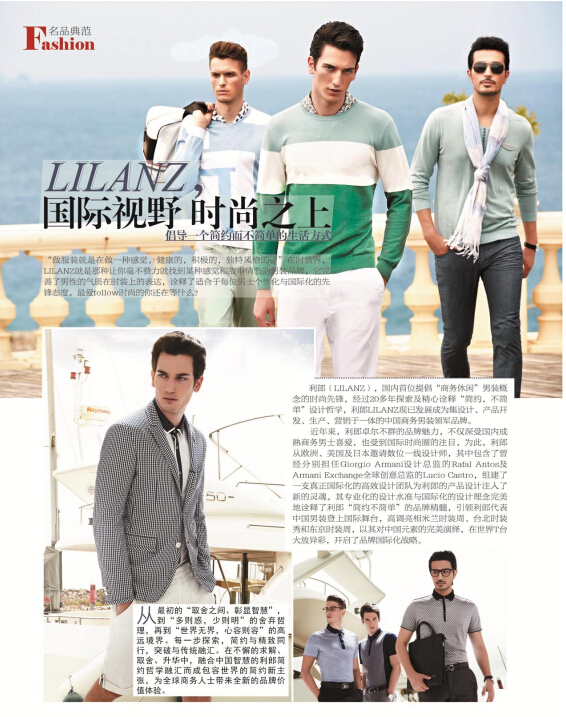 名品典范
Fashion
LILANZ，
国际视野 时尚之上
倡导一个简约而不简单的生活方式
“做服装就是在做一种感觉，健康的，积极的，独特风格的。”在时装界，
LILANZ就是那种让你毫不费力就找到某种感觉和故事情节的男装品牌，它完
善了男性的气质在时装上的表达，诠释了适合于每位男士个性化与国际化的先
锋态度，最爱follow时尚的你还在等什么？
利郎（LILANZ），国内首位提倡“商务休闲”男装概
念的时尚先锋，经过20多年探索及精心诠释“简约，不简
单”设计哲学，利郎LILANZ现已发展成为集设计、产品开
发、生产、营销于一体的中国商务男装领军品牌。
近年来，利郎卓尔不群的品牌魅力，不仅深受国内成
熟商务男士喜爱，也受到国际时尚圈的注目，为此，利郎
从欧洲、美国及日本邀请数位一线设计师，其中包含了曾
经分别担任Giorgio Armani设计总监的Rafal Antos及
Armani Exchange全球创意总监的Lucio Castro，组建了
一支真正国际化的高效设计团队为利郎的产品设计注入了
新的灵魂，其专业化的设计水准与国际化的设计理念完美
地诠释了利郎“简约不简单”的品牌精髓，引领利郎代表
中国男装登上国际舞台，高调亮相米兰时装周、台北时装
秀和东京时装周，以其对中国元素的完美演绎，在世界T台
大放异彩，开启了品牌国际化战略。
从最初的“取舍之间、彰显智慧”，
到“多则惑，少则明”的舍弃哲
理，再到“世界无界，心容则容”的高
远境界。每一步探索，简约与精致同
行，突破与传统融汇。在不懈的求解、
取舍、升华中，融合中国智慧的利郎简
约哲学融汇而成包容世界的简约新主
张，为全球商务人士带来全新的品牌价
值体验。